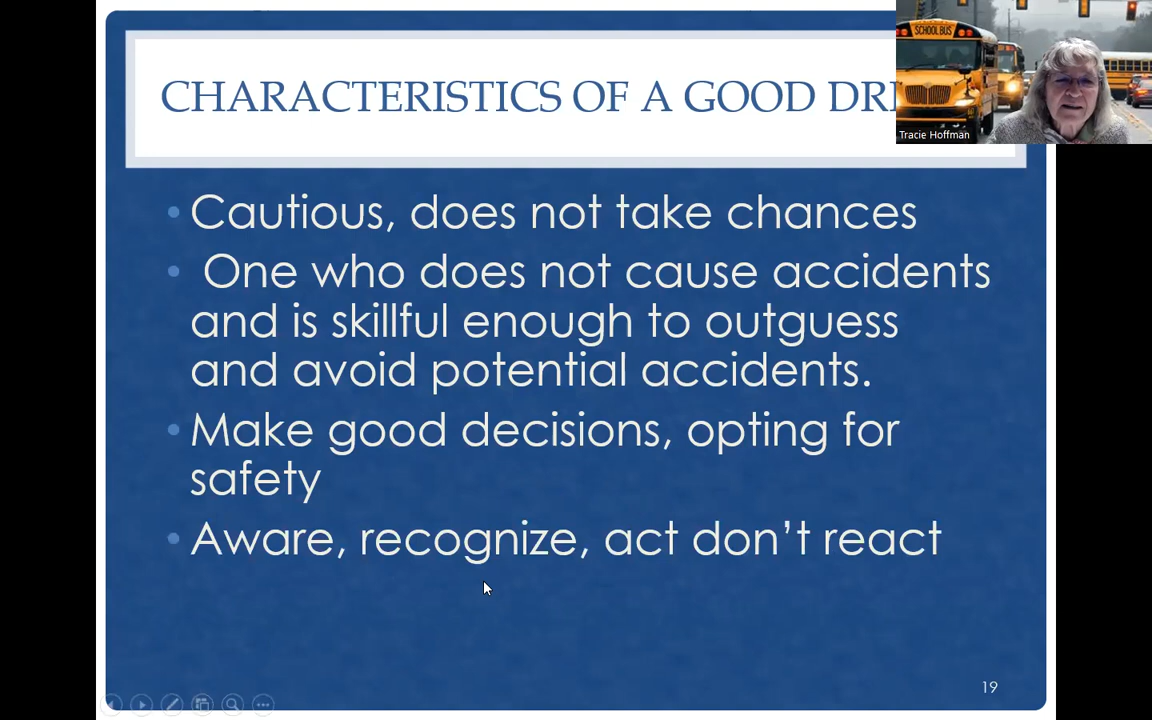 CHARACTERISTICS OF A GOOD
SCHOOL BUS
Tracie Hoffman
• Cautious, does not take chances
• One who does not cause accidents
and is skillful enough to outguess
and avoid potential accidents.
• Make good decisions, opting for
safety
• Aware, recognize, act don’t react
19